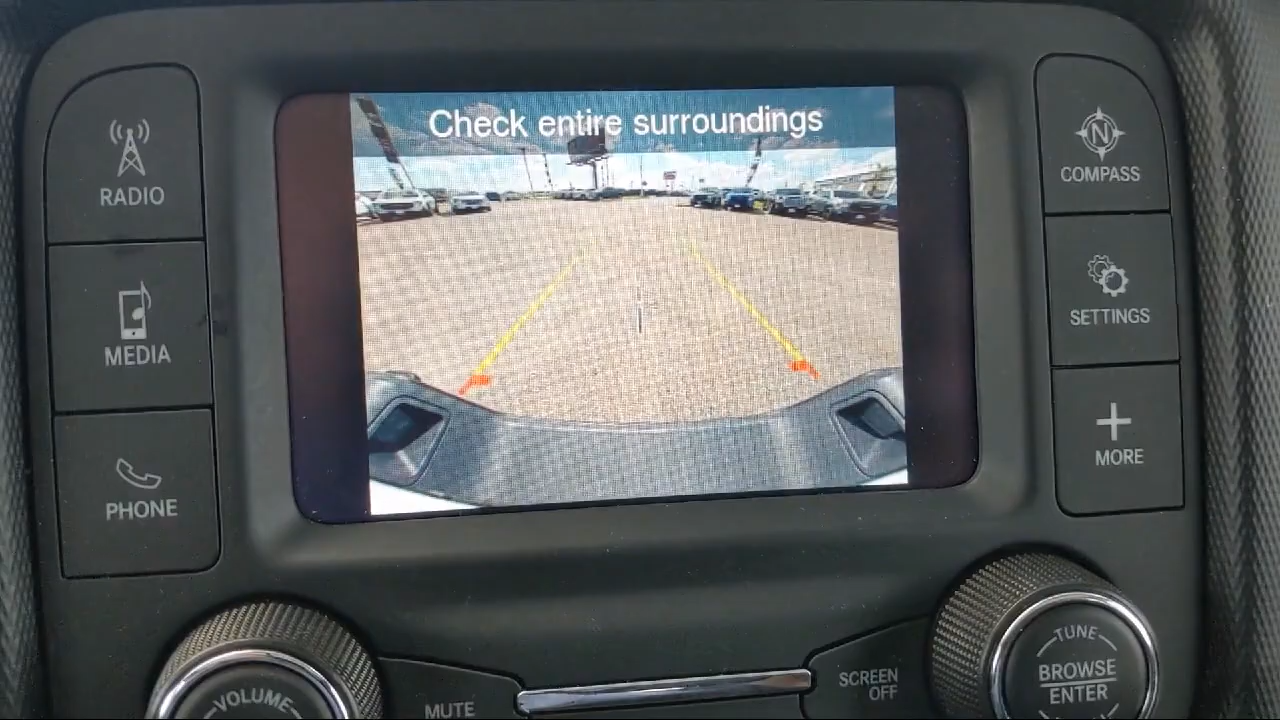 Check entire surroundings
RADIO
MEDIA
PHONE
N
COMPASS
SETTINGS
MORE
VOLUME
MUTE
SCREEN
OFF
TUNE
BROWSE
ENTER